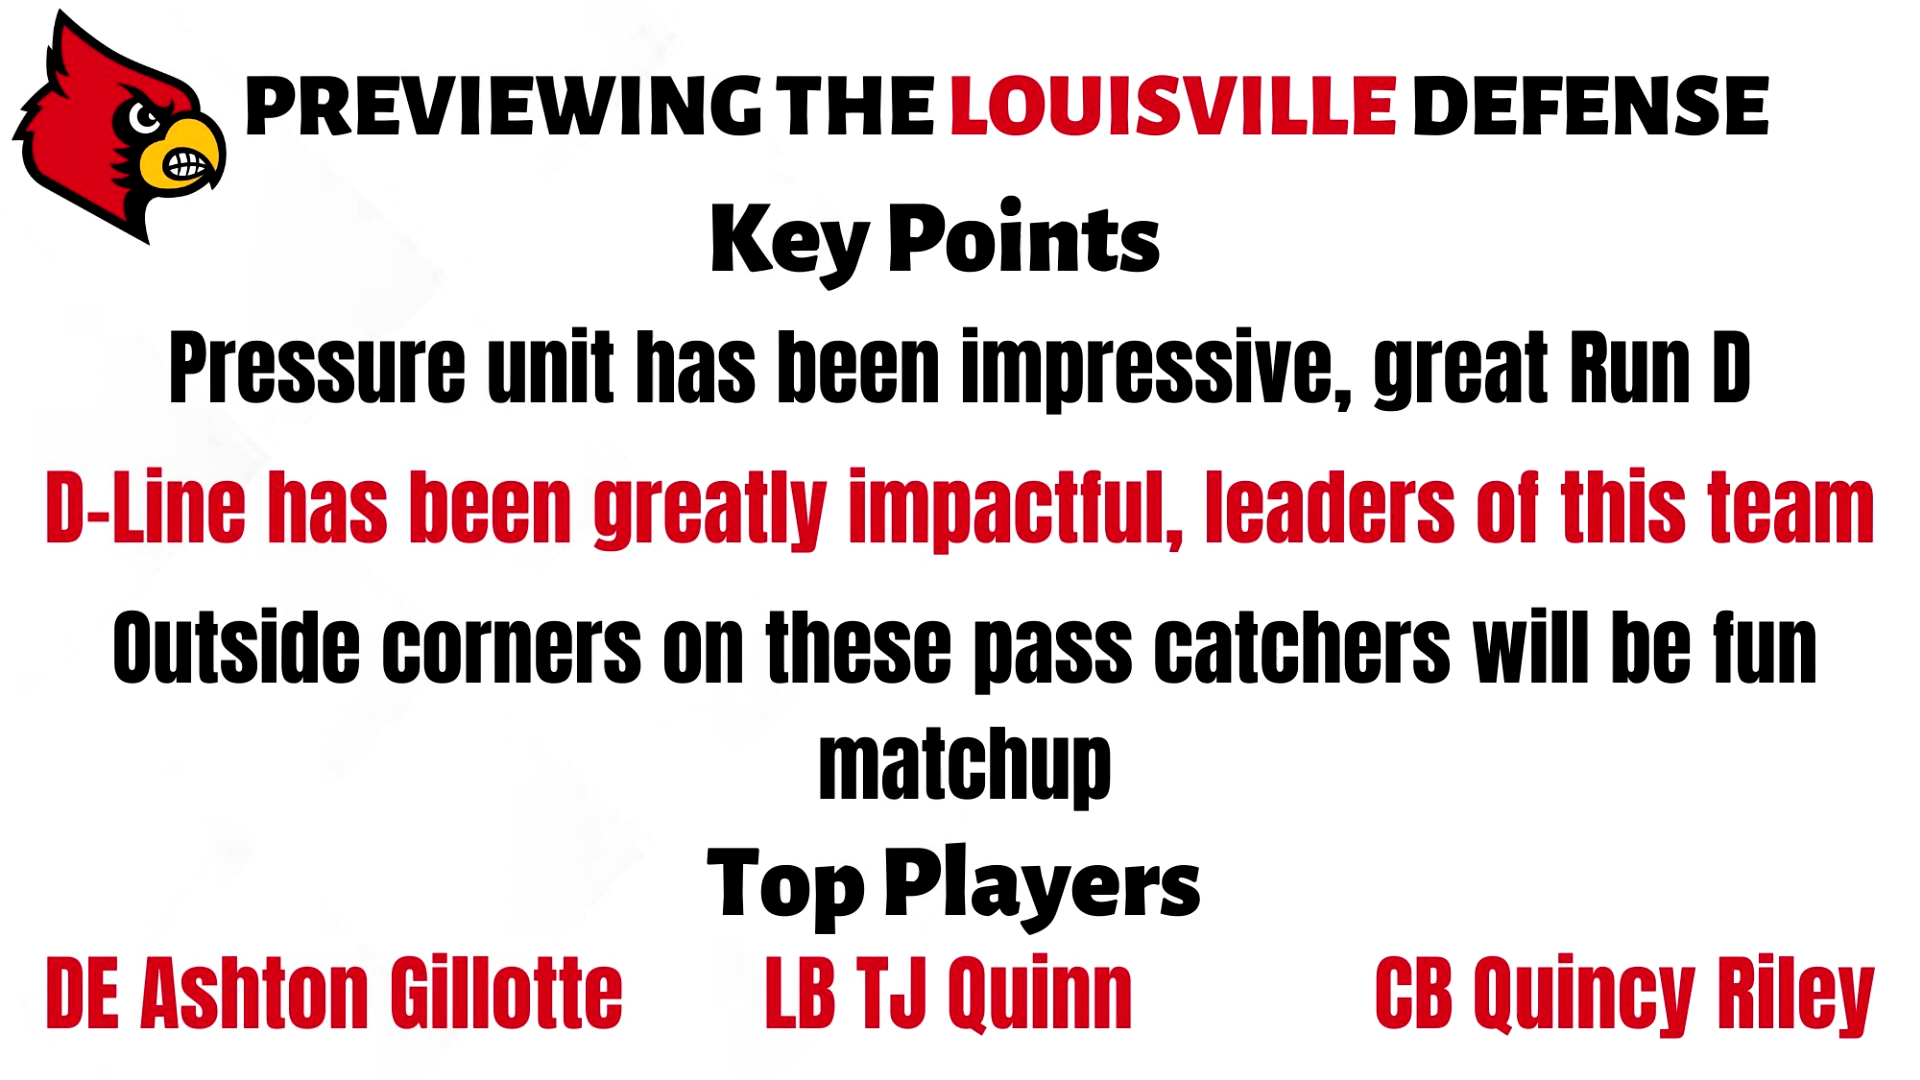 PREVIEWING THE LOUISVILLE DEFENSE
Key Points
Pressure unit has been impressive, great Run D
D-Line has been greatly impactful, leaders of this team
Outside corners on these pass catchers will be fun
matchup
Top Players
DE Ashton Gillotte LB TJ Quinn CB Quincy Riley